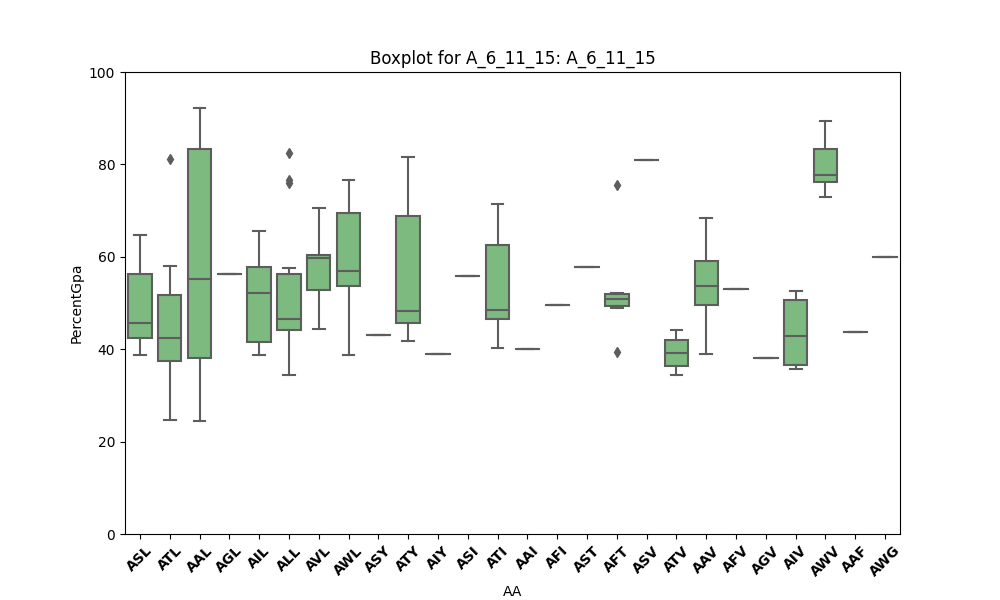 Boxplot for A_6_11_15: A_6_11_15
100
80
60
40
20
0
PercentGpa
ASL ATL AAL AGL AIL ALL AVL AWL ASY ATY AIY ASI ATI AAI AFI AST AFT ASV ATV AAV AFV AGV AIV AWV AAF AWG
AA